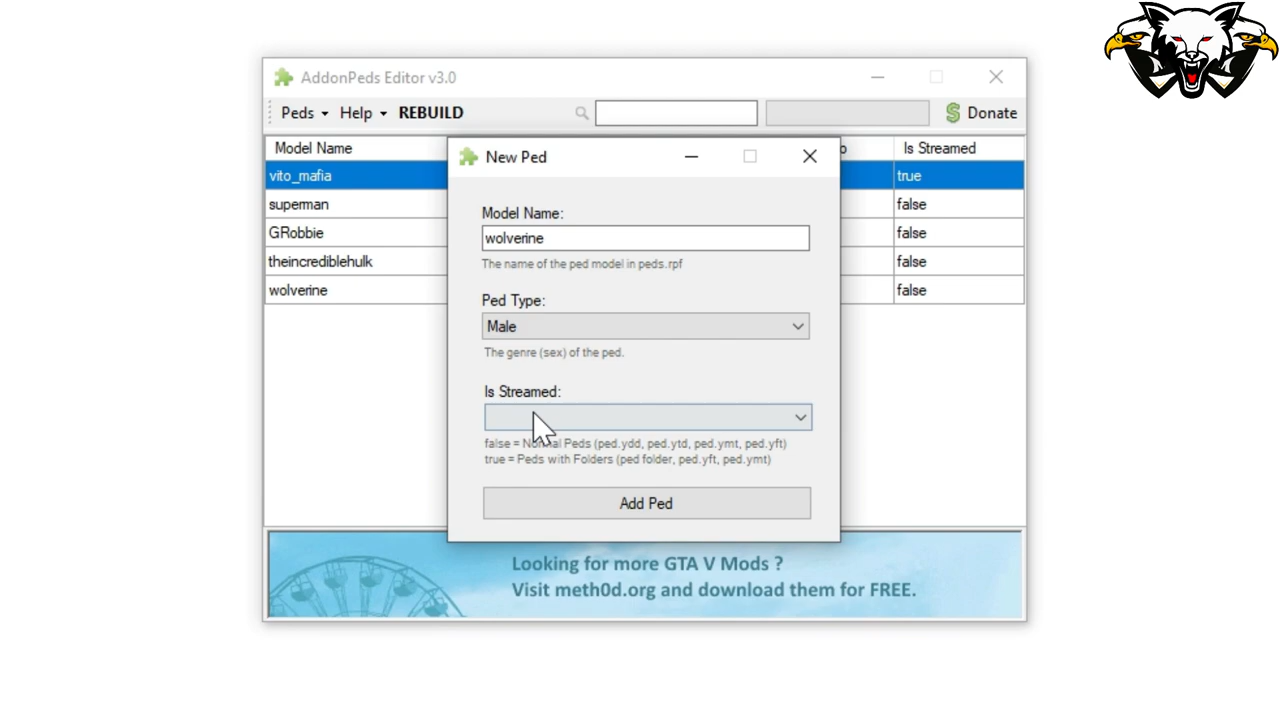 AddonPeds Editor v3.0
Peds Help REBUILD Donate
Model Name Is Streamed
vito_mafia true
superman false
GRobbie false
theincrediblehulk false
wolverine false
New Ped
Model Name:
wolverine
The name of the ped model in peds.rpf
Ped Type:
Male
The genre (sex) of the ped.
Is Streamed:
false = Normal Peds (ped.ydd, ped.ytd, ped.ymt, ped.yft)
true = Peds with Folders (ped folder, ped.yft, ped.ymt)
Add Ped
Looking for more GTA V Mods ?
Visit meth0d.org and download them for FREE.